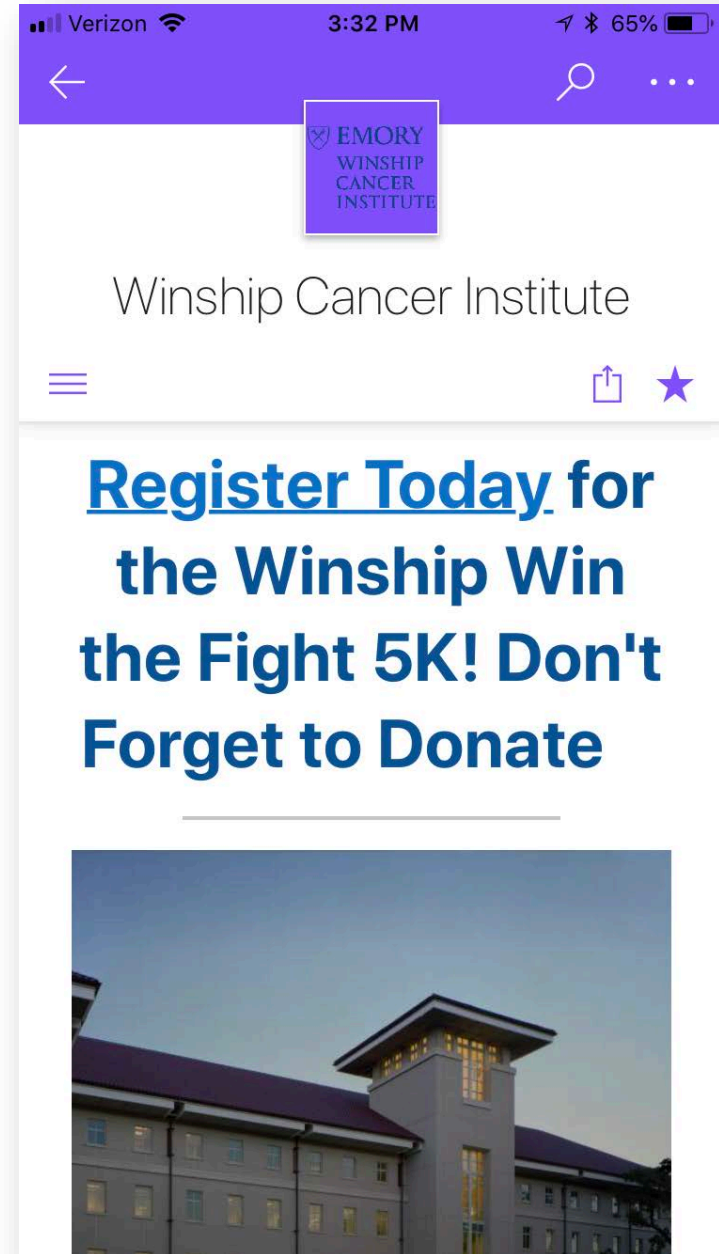 Verizon 3:32 PM 65%
EMORY
WINSHIP
CANCER
INSTITUTE
Winship Cancer Institute
Register Today for
the Winship Win
the Fight 5K! Don't
Forget to Donate